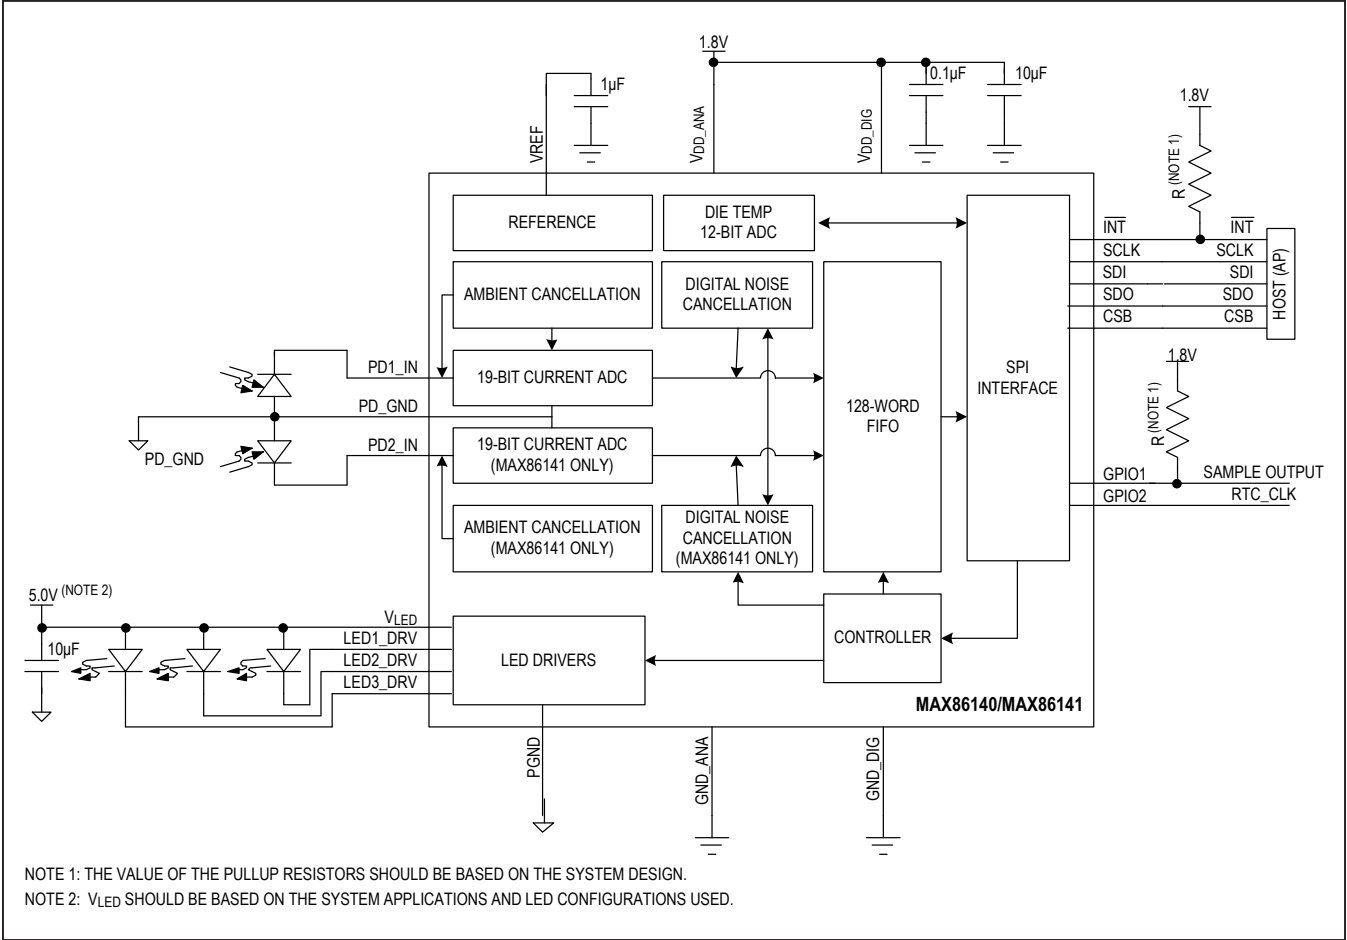 1.8V
1µF
0.1µF
10µF
1.8V
VREF
VDD_ANA
VDD_DIG
R (NOTE 1)
REFERENCE
DIE TEMP
12-BIT ADC
INT
INT
SCLK
SCLK
SDI
SDI
SDO
SDO
CSB
CSB
HOST (AP)
AMBIENT CANCELLATION
DIGITAL NOISE
CANCELLATION
PD1_IN
19-BIT CURRENT ADC
SPI
INTERFACE
1.8V
R (NOTE 1)
PD_GND
128-WORD
FIFO
PD_GND
PD2_IN
19-BIT CURRENT ADC
(MAX86141 ONLY)
GPIO1
SAMPLE OUTPUT
GPIO2
RTC_CLK
AMBIENT CANCELLATION
(MAX86141 ONLY)
DIGITAL NOISE
CANCELLATION
(MAX86141 ONLY)
5.0V (NOTE 2)
10µF
VLED
LED1_DRV
LED2_DRV
LED3_DRV
LED DRIVERS
CONTROLLER
MAX86140/MAX86141
PGND
GND_ANA
GND_DIG
NOTE 1: THE VALUE OF THE PULLUP RESISTORS SHOULD BE BASED ON THE SYSTEM DESIGN.
NOTE 2: VLED SHOULD BE BASED ON THE SYSTEM APPLICATIONS AND LED CONFIGURATIONS USED.